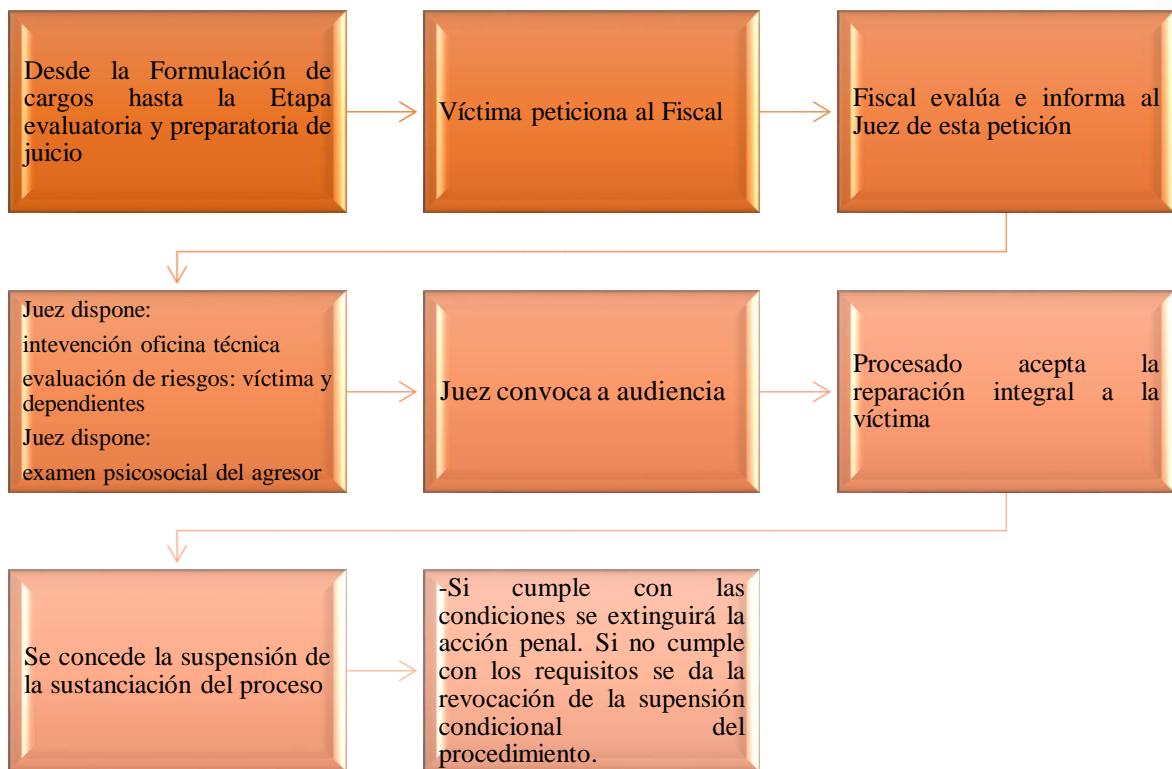 Desde la Formulación de
cargos hasta la Etapa
evaluatoria y preparatoria de
juicio
Víctima peticiona al Fiscal
Fiscal evalúa e informa al
Juez de esta petición
Juez dispone:
intevención oficina técnica
evaluación de riesgos: víctima y
dependientes
Juez dispone:
examen psicosocial del agresor
Juez convoca a audiencia
Procesado acepta la
reparación integral a la
víctima
Se concede la suspensión de
la sustanciación del proceso
-Si cumple con las
condiciones se extinguirá la
acción penal. Si no cumple
con los requisitos se da la
revocación de la supensión
condicional del
procedimiento.